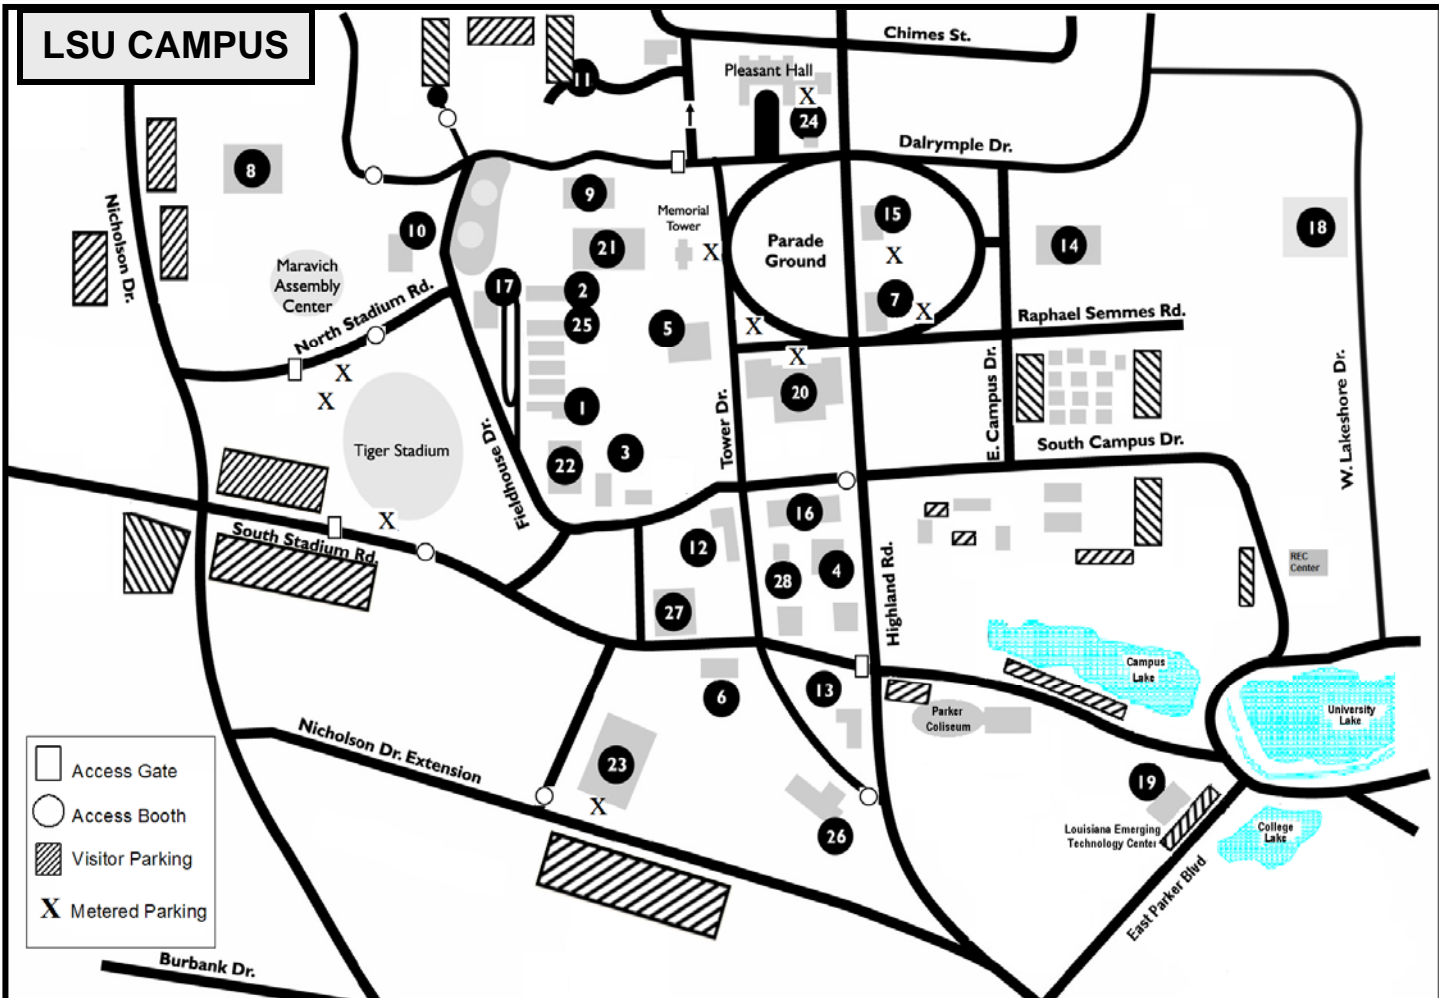 LSU CAMPUS
Chimes St.
Pleasant Hall
X
11
24
Dalrymple Dr.
8
9
10
Memorial
Tower
X
15
Parade
Ground
X
14
18
Nicholson Dr.
21
Maravich
Assembly
Center
17
2
25
5
7
X
X
North Stadium Rd.
Raphael Semmes Rd.
X
X
X
20
1
Tower Dr.
E. Campus Dr.
W. Lakeshore Dr.
Tiger Stadium
Fieldhouse Dr.
22
3
South Campus Dr.
X
South Stadium Rd.
16
12
28
4
Highland Rd.
REC
Center
27
Campus
Lake
6
13
Parker
Coliseum
University
Lake
Nicholson Dr. Extension
23
X
19
26
Louisiana Emerging
Technology Center
College
Lake
East Parker Blvd
Access Gate
Access Booth
Visitor Parking
X Metered Parking
Burbank Dr.